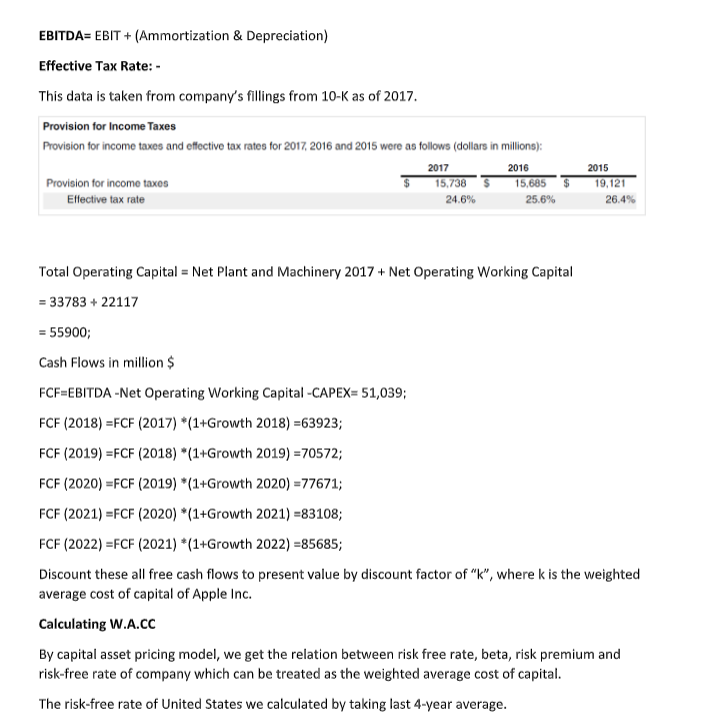 EBITDA= EBIT + (Ammortization & Depreciation)
Effective Tax Rate: -
This data is taken from company's fillings from 10-K as of 2017.
Provision for Income Taxes
Provision for income taxes and effective tax rates for 2017, 2016 and 2015 were as follows (dollars in millions):
2017 2016 2015
Provision for income taxes $ 15,738 $ 15,685 $ 19,121
Effective tax rate 24.6% 25.6% 26.4%
Total Operating Capital = Net Plant and Machinery 2017 + Net Operating Working Capital
= 33783 + 22117
= 55900;
Cash Flows in million $
FCF=EBITDA -Net Operating Working Capital -CAPEX= 51,039;
FCF (2018) =FCF (2017) *(1+Growth 2018) =63923;
FCF (2019) =FCF (2018) *(1+Growth 2019) =70572;
FCF (2020) =FCF (2019) *(1+Growth 2020) =77671;
FCF (2021) =FCF (2020) *(1+Growth 2021) =83108;
FCF (2022) =FCF (2021) *(1+Growth 2022) =85685;
Discount these all free cash flows to present value by discount factor of "k", where k is the weighted
average cost of capital of Apple Inc.
Calculating W.A.CC
By capital asset pricing model, we get the relation between risk free rate, beta, risk premium and
risk-free rate of company which can be treated as the weighted average cost of capital.
The risk-free rate of United States we calculated by taking last 4-year average.